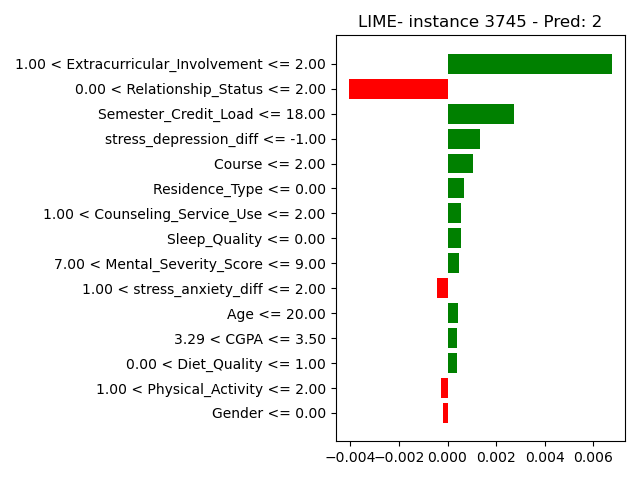 LIME- instance 3745 - Pred: 2
1.00 < Extracurricular_Involvement <= 2.00
0.00 < Relationship_Status <= 2.00
Semester_Credit_Load <= 18.00
stress_depression_diff <= -1.00
Course <= 2.00
Residence_Type <= 0.00
1.00 < Counseling_Service_Use <= 2.00
Sleep_Quality <= 0.00
7.00 < Mental_Severity_Score <= 9.00
1.00 < stress_anxiety_diff <= 2.00
Age <= 20.00
3.29 < CGPA <= 3.50
0.00 < Diet_Quality <= 1.00
1.00 < Physical_Activity <= 2.00
Gender <= 0.00
−0.004 −0.002 0.000 0.002 0.004 0.006